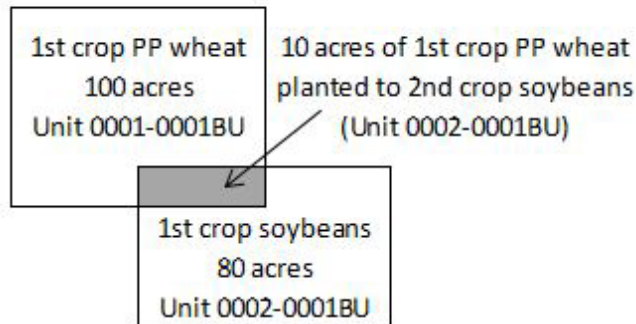 1st crop PP wheat
100 acres
Unit 0001-0001BU
10 acres of 1st crop PP wheat
planted to 2nd crop soybeans
(Unit 0002-0001BU)
1st crop soybeans
80 acres
Unit 0002-0001BU